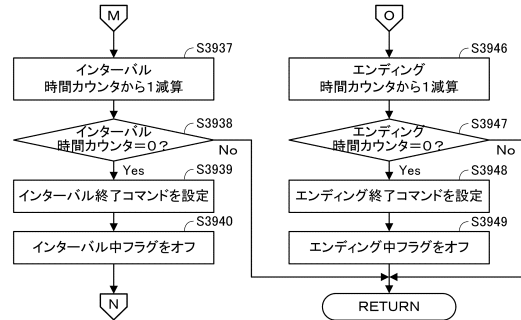 M
S3937
インターバル
時間カウンタから1減算
S3938
インターバル
時間カウンタ=0?
No
Yes
S3939
インターバル終了コマンドを設定
S3940
インターバル中フラグをオフ
N
O
S3946
エンディング
時間カウンタから1減算
S3947
エンディング
時間カウンタ=0?
No
Yes
S3948
エンディング終了コマンドを設定
S3949
エンディング中フラグをオフ
RETURN